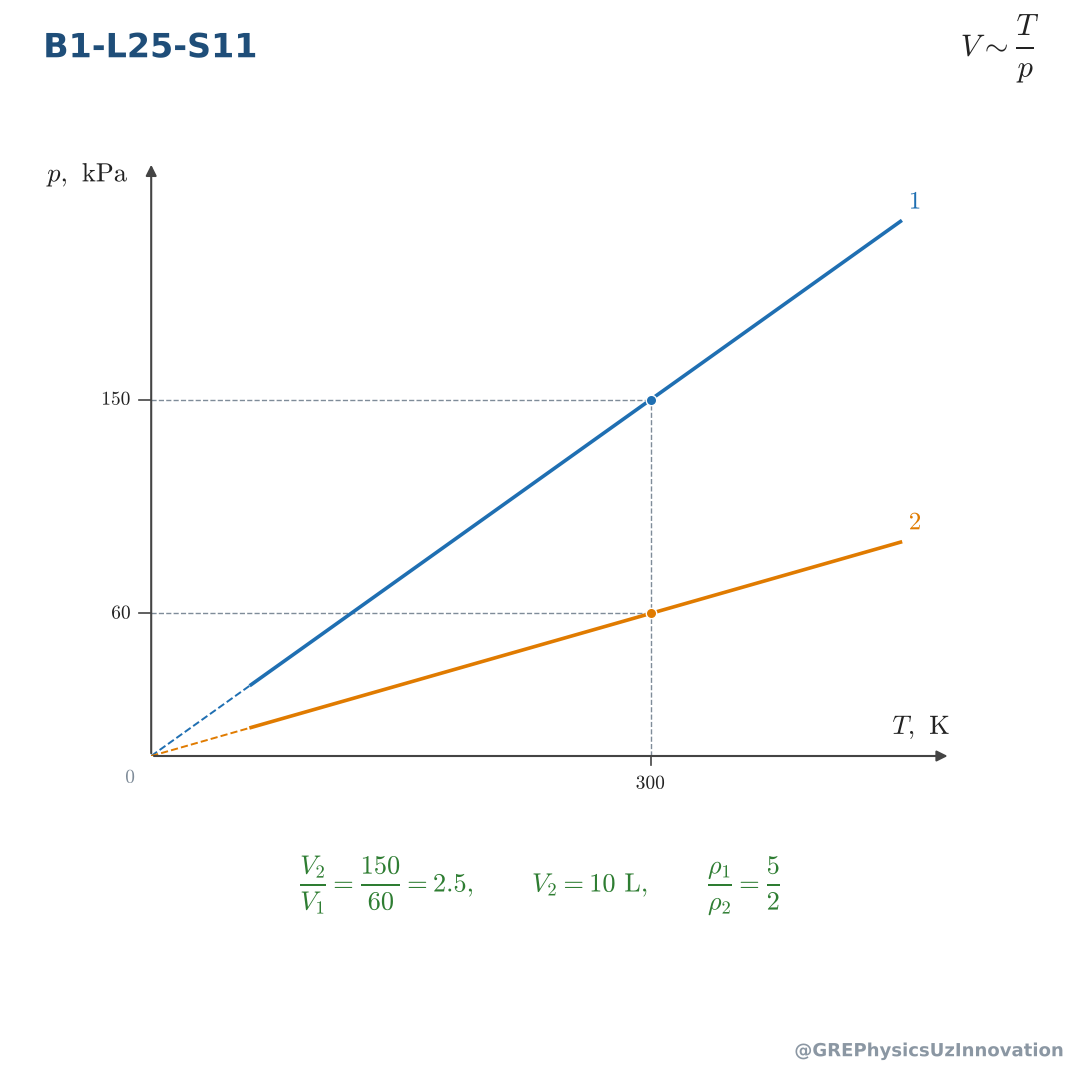 B1-L25-S11
V ~ T/p
p, kPa
1
150
2
60
T, K
0
300
V₂/V₁ = 150/60 = 2.5, V₂ = 10 L, ρ₁/ρ₂ = 5/2
@GREPhysicsUzInnovation